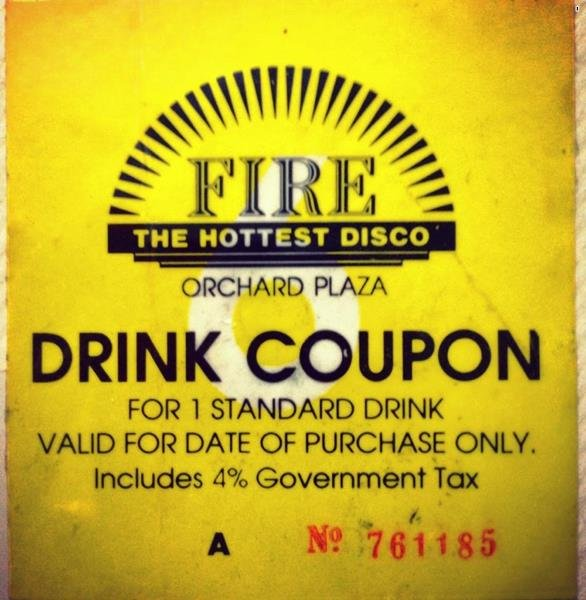 FIRE
THE HOTTEST DISCO
ORCHARD PLAZA
6
DRINK COUPON
FOR 1 STANDARD DRINK
VALID FOR DATE OF PURCHASE ONLY.
Includes 4% Government Tax
A Nº 761185